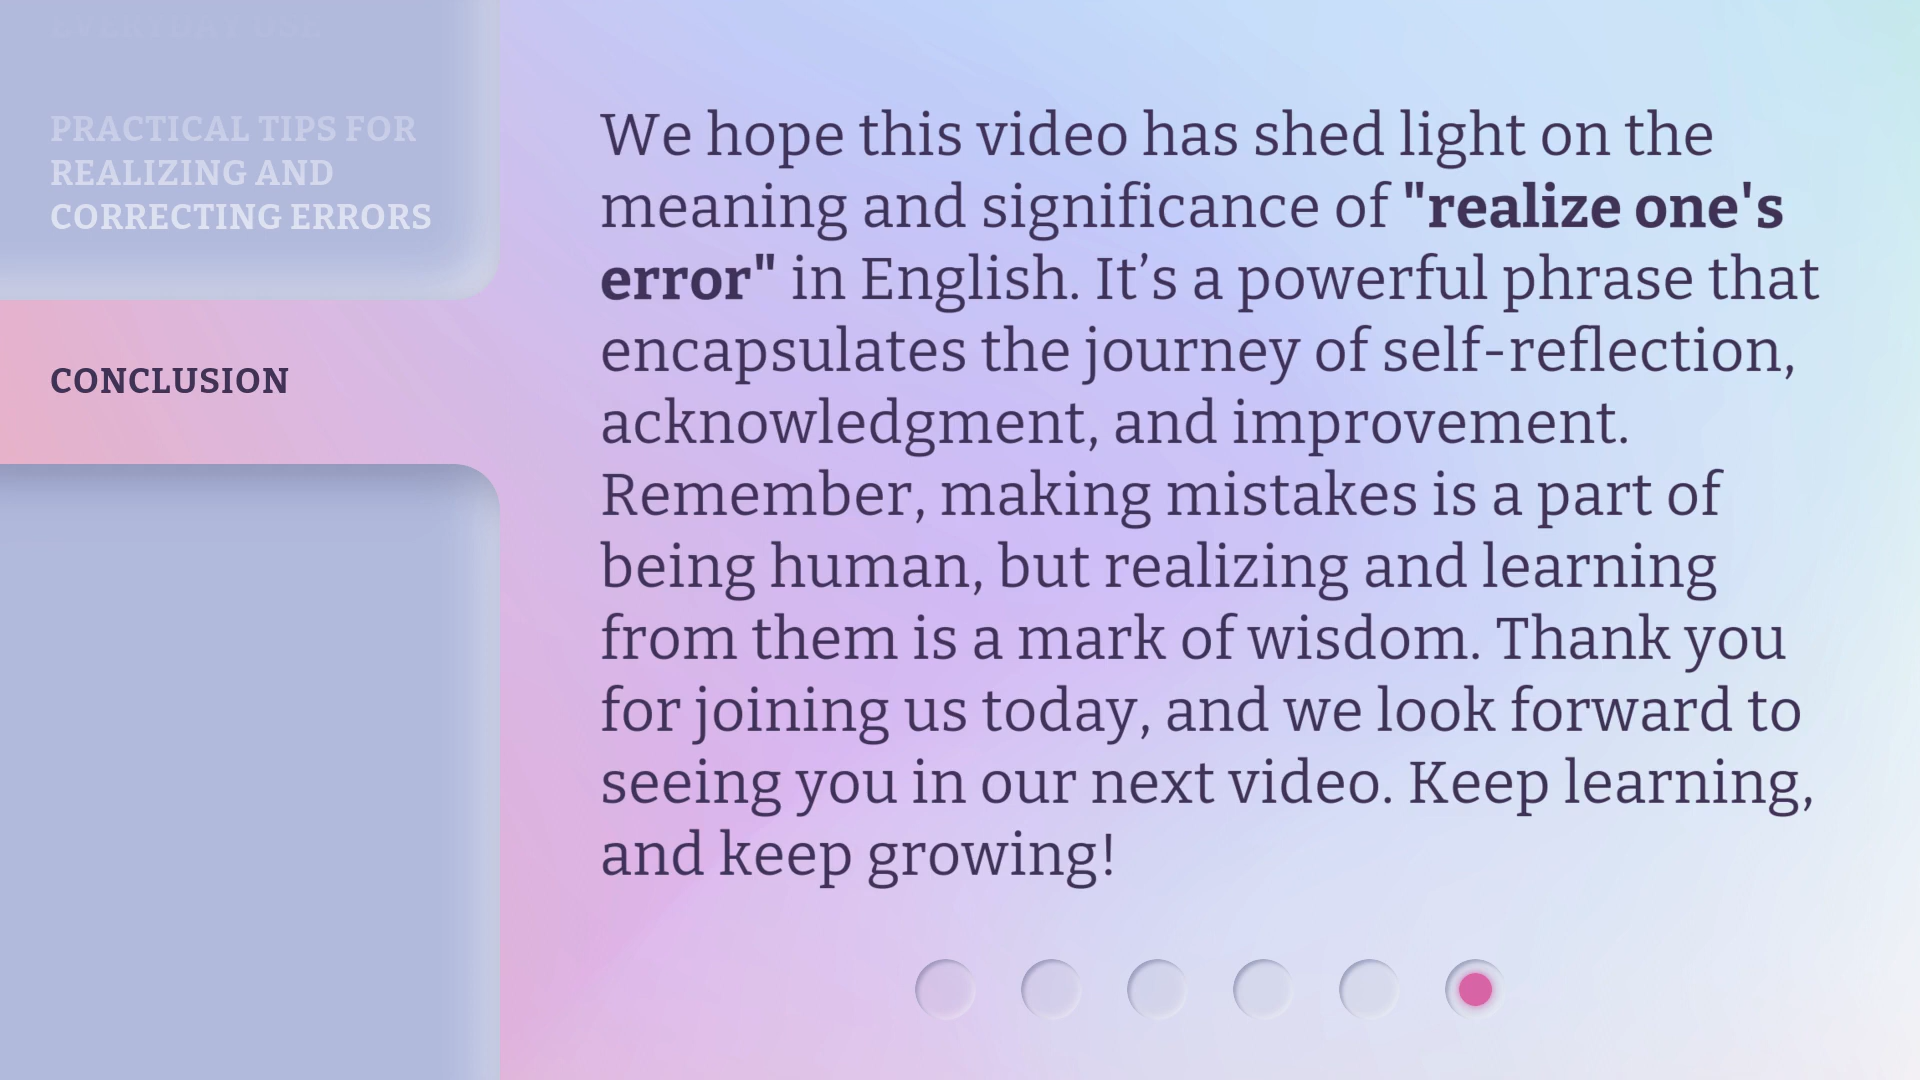 EVERYDAY USE
PRACTICAL TIPS FOR
REALIZING AND
CORRECTING ERRORS
CONCLUSION
We hope this video has shed light on the
meaning and significance of "realize one's
error" in English. It’s a powerful phrase that
encapsulates the journey of self-reflection,
acknowledgment, and improvement.
Remember, making mistakes is a part of
being human, but realizing and learning
from them is a mark of wisdom. Thank you
for joining us today, and we look forward to
seeing you in our next video. Keep learning,
and keep growing!